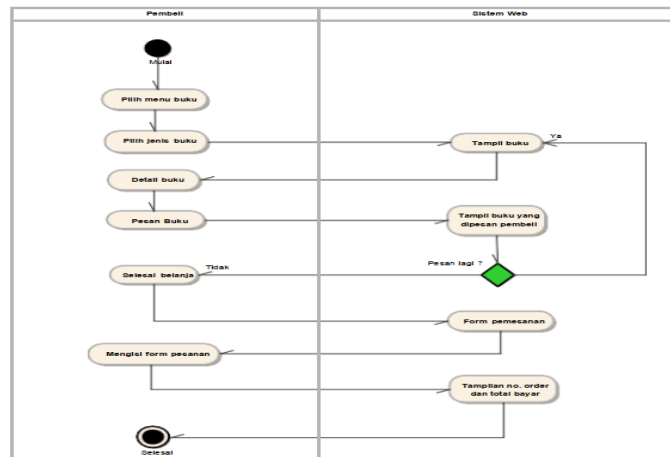 Pembeli
Sistem Web
Mulai
Pilih menu buku
Pilih jenis buku
Tampil buku
Ya
Detail buku
Pesan Buku
Tampil buku yang
dipesan pembeli
Pesan lagi ?
Tidak
Selesai belanja
Form pemesanan
Mengisi form pesanan
Tampilan no. order
dan total bayar
Selesai